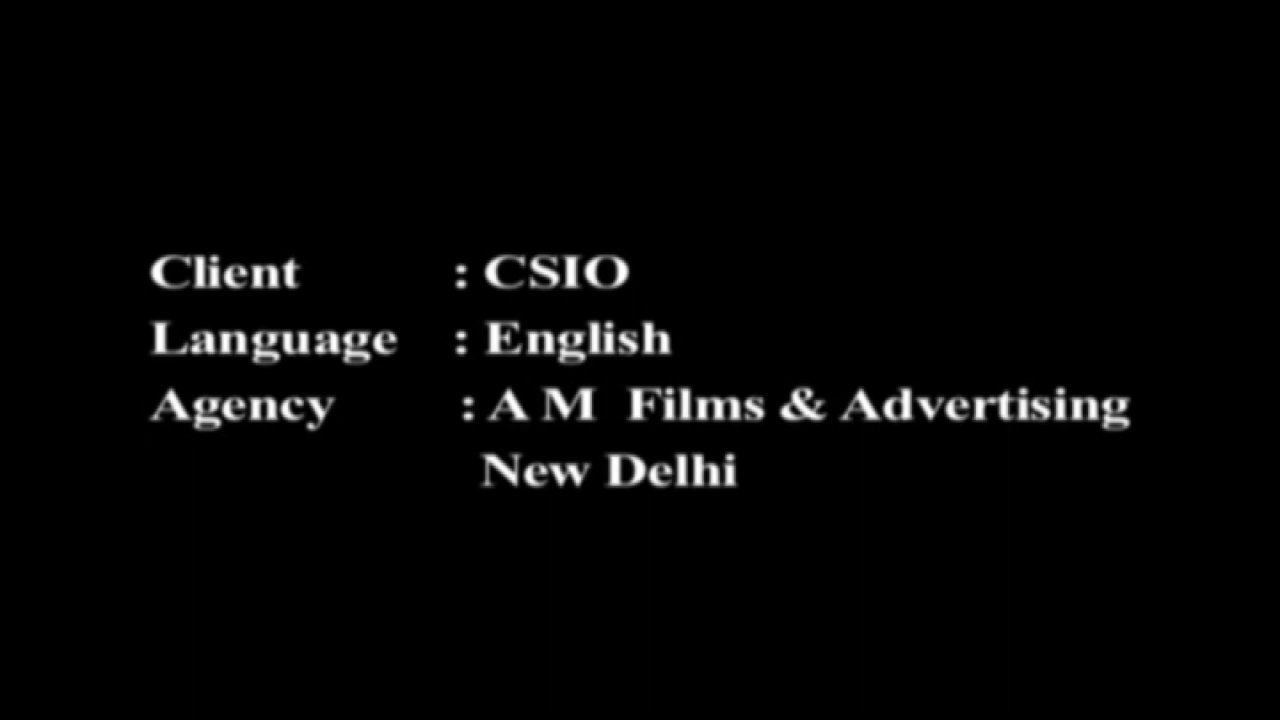 Client : CSIO
Language : English
Agency : A M Films & Advertising
New Delhi